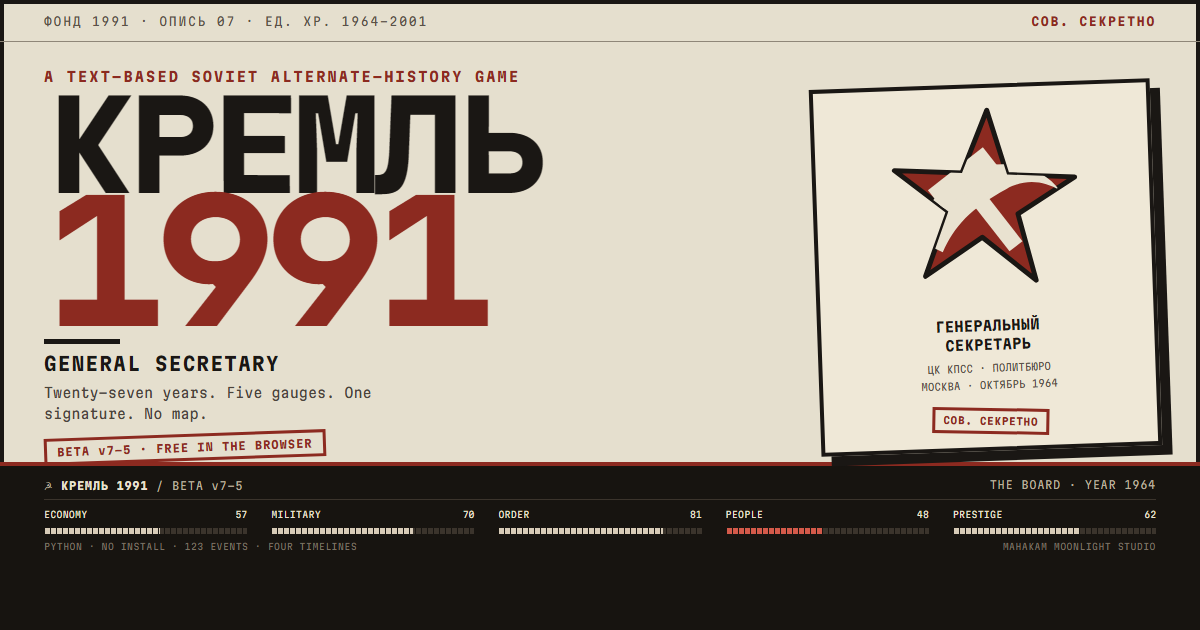 ФОНД 1991 · ОПИСЬ 07 · ЕД. ХР. 1964–2001
СОВ. СЕКРЕТНО
A TEXT-BASED SOVIET ALTERNATE-HISTORY GAME
КРЕМЛЬ
1991
GENERAL SECRETARY
Twenty-seven years. Five gauges. One
signature. No map.
BETA v7-5 · FREE IN THE BROWSER
ГЕНЕРАЛЬНЫЙ
СЕКРЕТАРЬ
ЦК КПСС · ПОЛИТБЮРО
МОСКВА · ОКТЯБРЬ 1964
СОВ. СЕКРЕТНО
☭ КРЕМЛЬ 1991 / BETA v7-5
THE BOARD · YEAR 1964
ECONOMY 57
MILITARY 70
ORDER 81
PEOPLE 48
PRESTIGE 62
PYTHON · NO INSTALL · 123 EVENTS · FOUR TIMELINES
MAHAKAM MOONLIGHT STUDIO